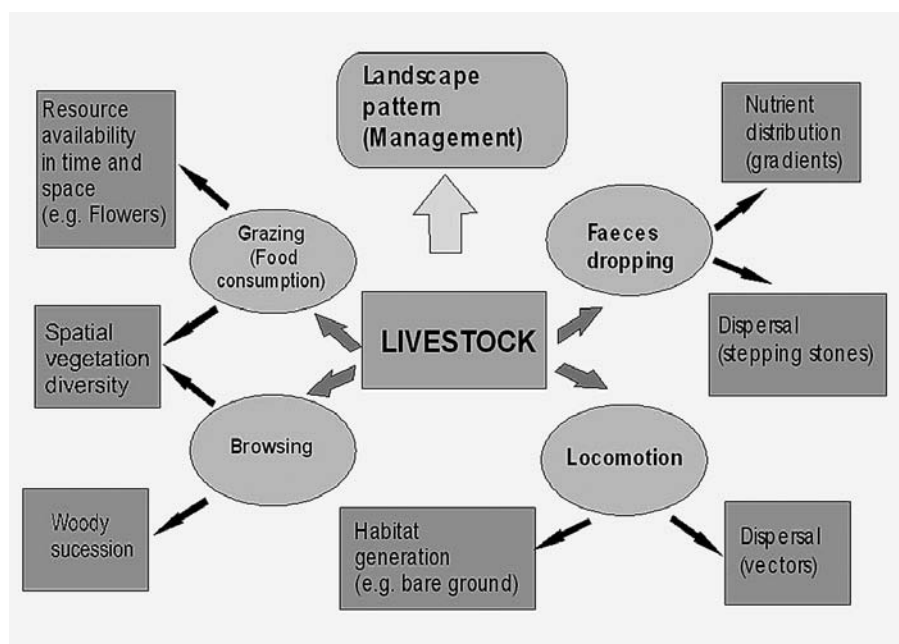 Landscape
pattern
(Management)
Resource
availability
in time and
space
(e.g. Flowers)
Nutrient
distribution
(gradients)
Grazing
(Food
consumption)
Faeces
dropping
Spatial
vegetation
diversity
LIVESTOCK
Dispersal
(stepping stones)
Browsing
Locomotion
Woody
sucession
Habitat
generation
(e.g. bare ground)
Dispersal
(vectors)